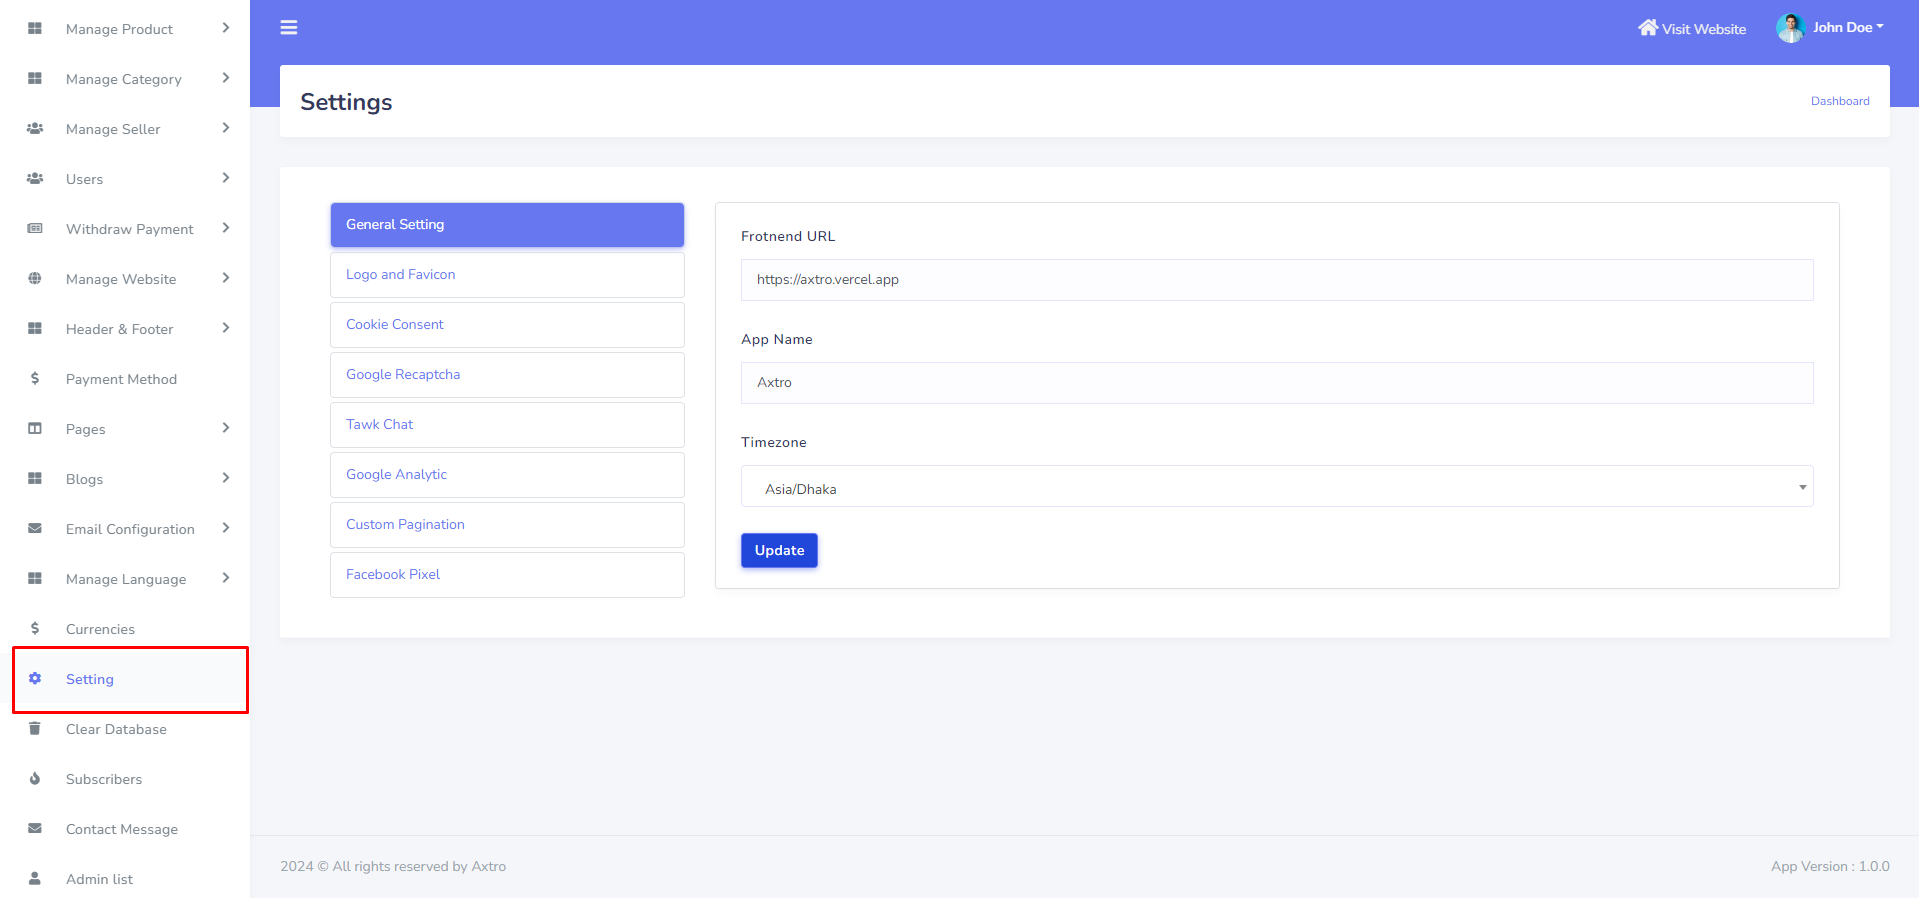 Manage Product
Manage Category
Manage Seller
Users
Withdraw Payment
Manage Website
Header & Footer
Payment Method
Pages
Blogs
Email Configuration
Manage Language
Currencies
Setting
Clear Database
Subscribers
Contact Message
Admin list
Visit Website
John Doe
Settings
Dashboard
General Setting
Logo and Favicon
Cookie Consent
Google Recaptcha
Tawk Chat
Google Analytic
Custom Pagination
Facebook Pixel
Frotnend URL
https://axtro.vercel.app
App Name
Axtro
Timezone
Asia/Dhaka
Update
2024 © All rights reserved by Axtro
App Version : 1.0.0